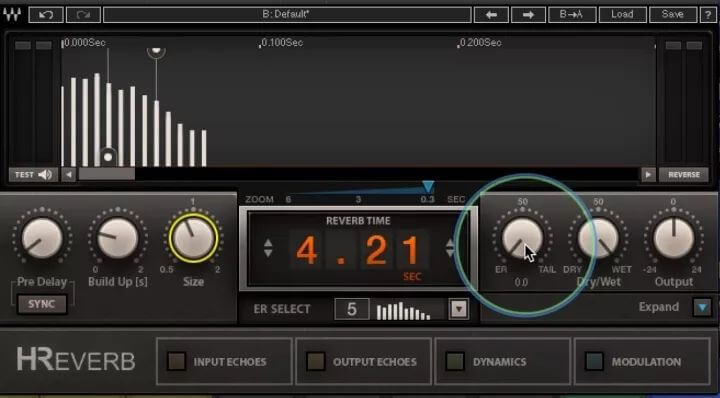 B: Default* B→A Load Save ?
0.000Sec 0.100Sec 0.200Sec
TEST REVERSE
ZOOM 6 3 0.3 SEC
1 50 50 0
REVERB TIME
4.21
SEC
0 2 0.5 2 ER TAIL DRY WET -24 24
Pre Delay Build Up [s] Size 0.0 Dry/Wet Output
SYNC
ER SELECT 5 Expand
HREVERB INPUT ECHOES OUTPUT ECHOES DYNAMICS MODULATION